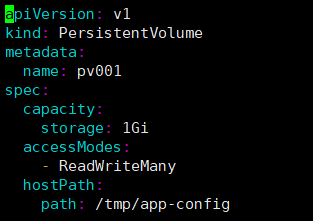 apiVersion: v1
kind: PersistentVolume
metadata:
  name: pv001
spec:
  capacity:
    storage: 1Gi
  accessModes:
    - ReadWriteMany
  hostPath:
    path: /tmp/app-config